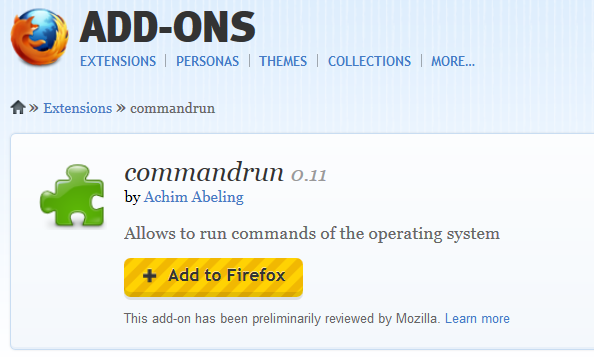 ADD-ONS
EXTENSIONS | PERSONAS | THEMES | COLLECTIONS | MORE...
» Extensions » commandrun
commandrun 0.11
by Achim Abeling
Allows to run commands of the operating system
+ Add to Firefox
This add-on has been preliminarily reviewed by Mozilla. Learn more